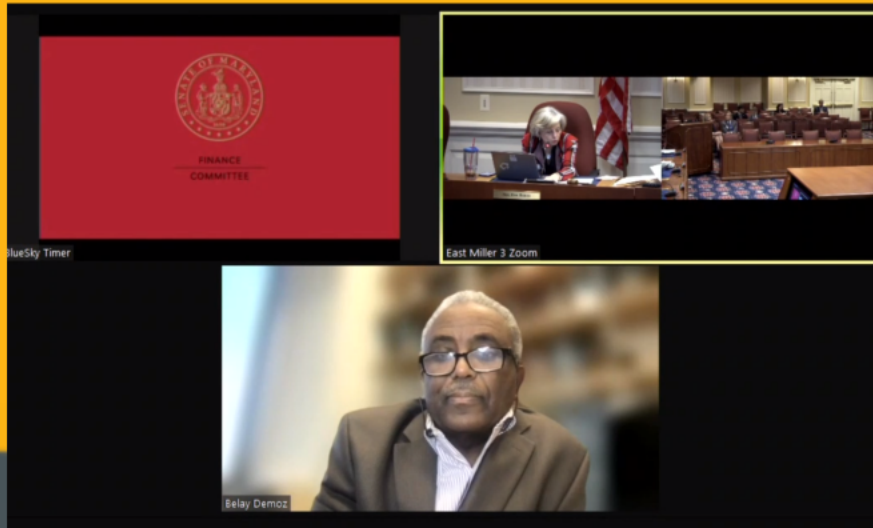 SENATE OF MARYLAND
FINANCE
COMMITTEE
BlueSky Timer
East Miller 3 Zoom
Belay Demoz